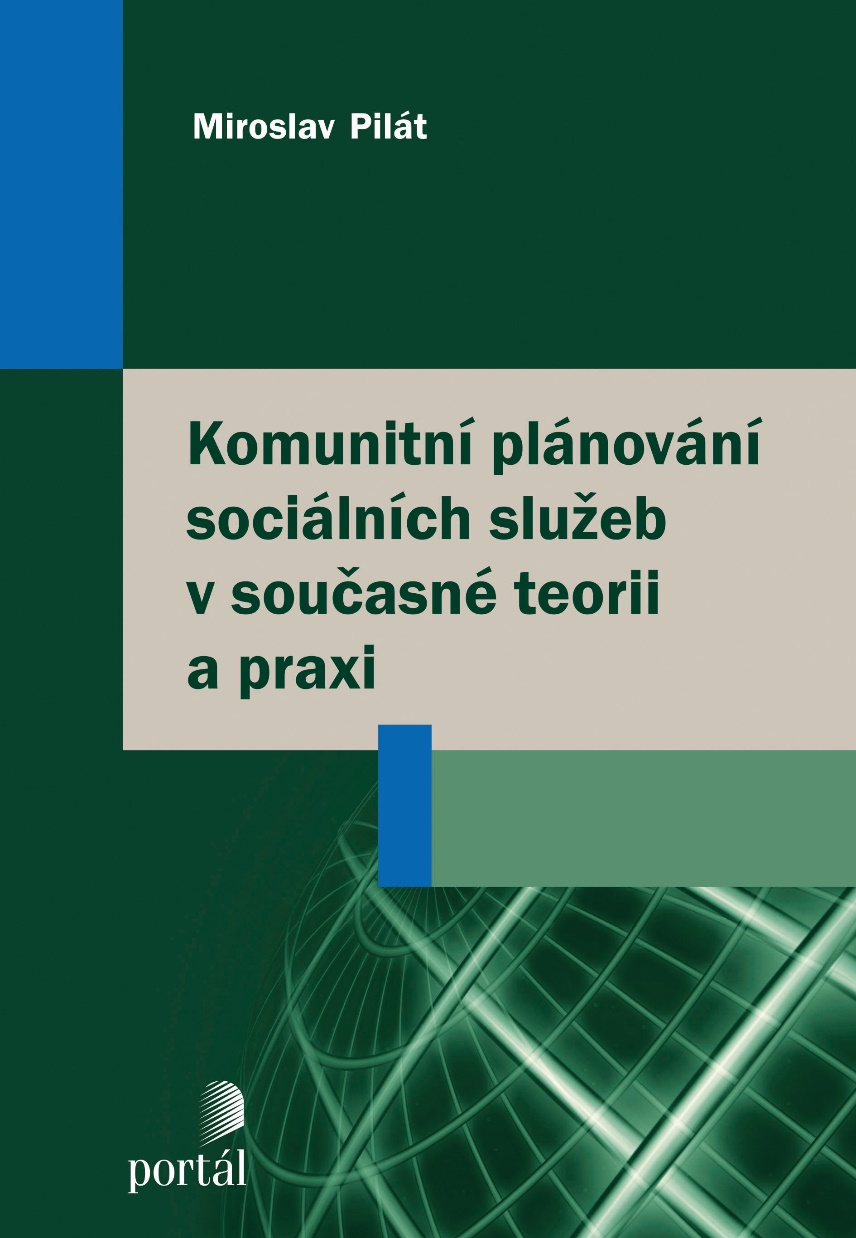 Miroslav Pilát
Komunitní plánování
sociálních služeb
v současné teorii
a praxi
portál